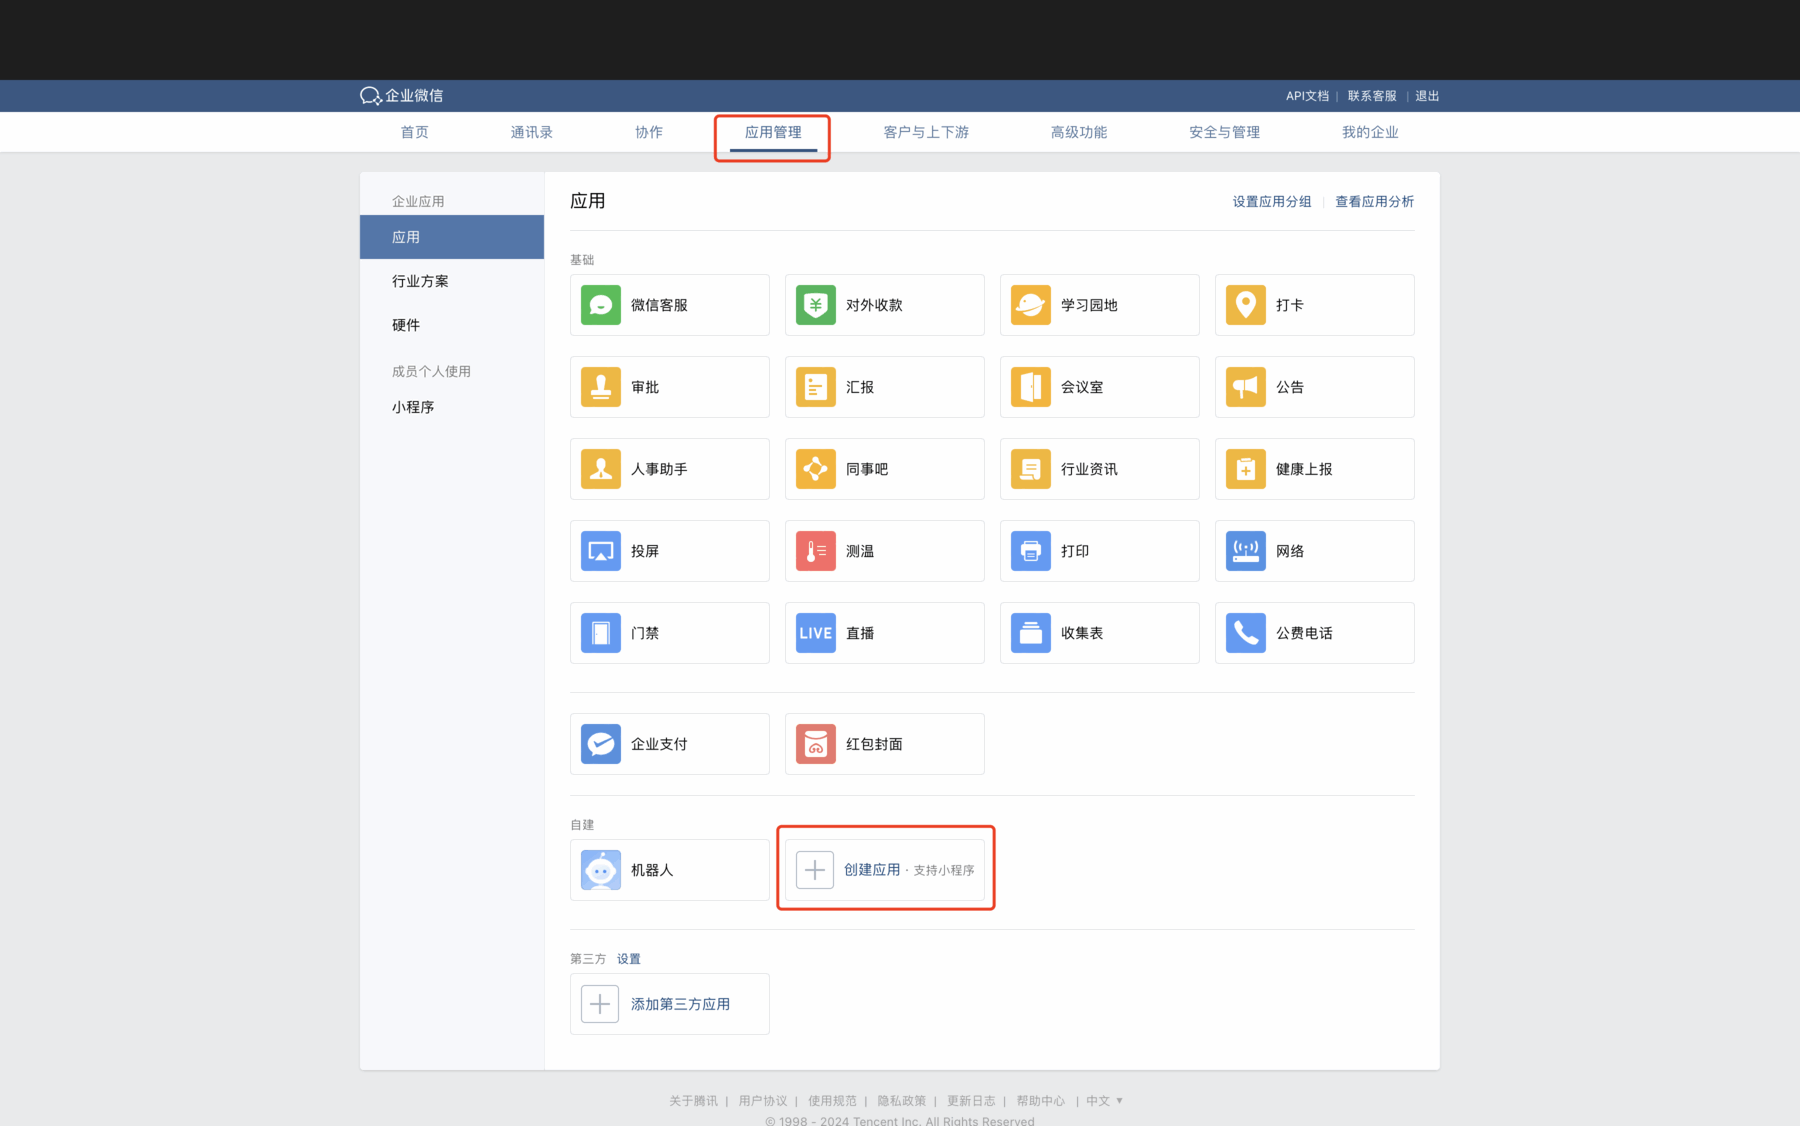 企业微信
API文档 | 联系客服 | 退出
首页 通讯录 协作 应用管理 客户与上下游 高级功能 安全与管理 我的企业
企业应用
应用
行业方案
硬件
成员个人使用
小程序
应用
设置应用分组 | 查看应用分析
基础
微信客服 对外收款 学习园地 打卡
审批 汇报 会议室 公告
人事助手 同事吧 行业资讯 健康上报
投屏 测温 打印 网络
门禁 LIVE 直播 收集表 公费电话
企业支付 红包封面
自建
机器人 创建应用 · 支持小程序
第三方 设置
添加第三方应用
关于腾讯 | 用户协议 | 使用规范 | 隐私政策 | 更新日志 | 帮助中心 | 中文 ▼
© 1998 - 2024 Tencent Inc. All Rights Reserved